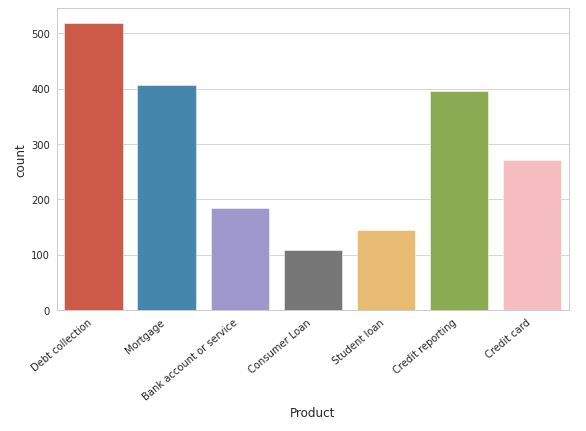 500
400
300
200
100
0
count
Debt collection
Mortgage
Bank account or service
Consumer Loan
Student loan
Credit reporting
Credit card
Product